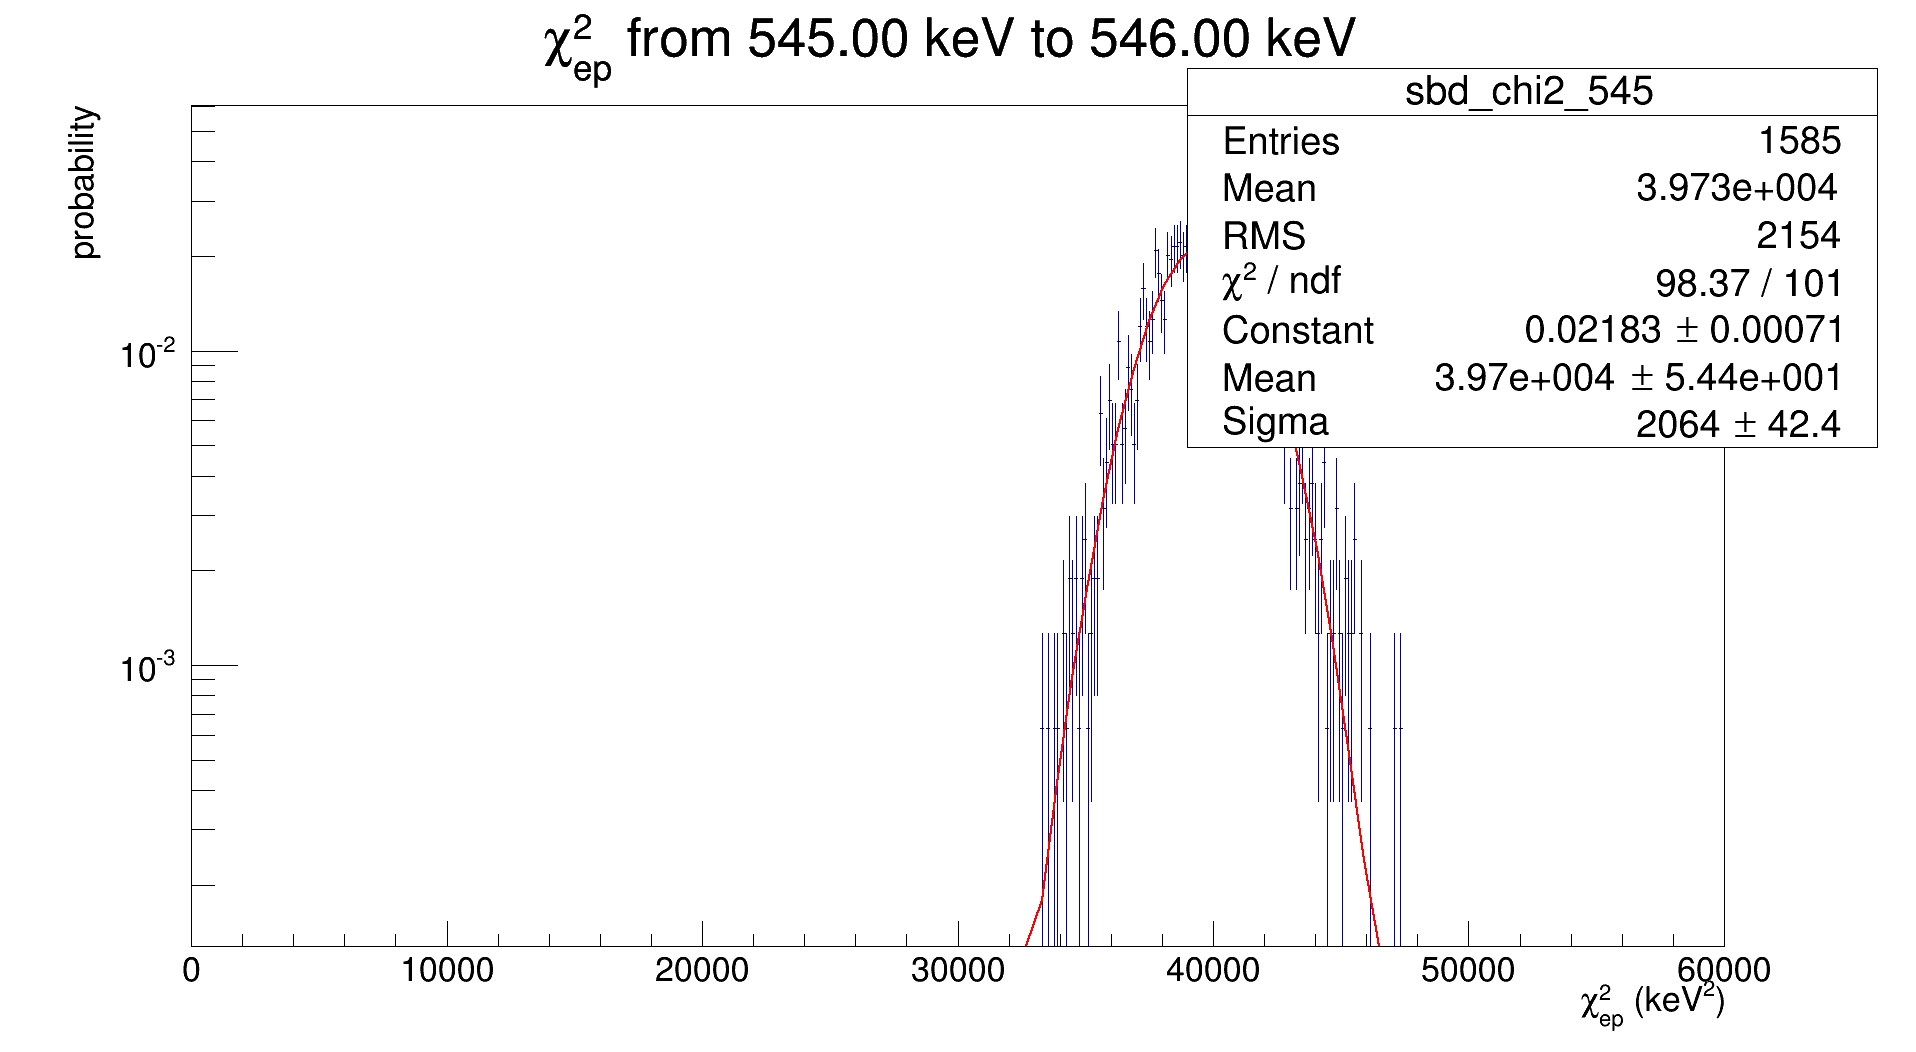 χ²ep from 545.00 keV to 546.00 keV
sbd_chi2_545
Entries 1585
Mean 3.973e+004
RMS 2154
χ² / ndf 98.37 / 101
Constant 0.02183 ± 0.00071
Mean 3.97e+004 ± 5.44e+001
Sigma 2064 ± 42.4
probability
10⁻²
10⁻³
0 10000 20000 30000 40000 50000 60000
χ²ep (keV²)